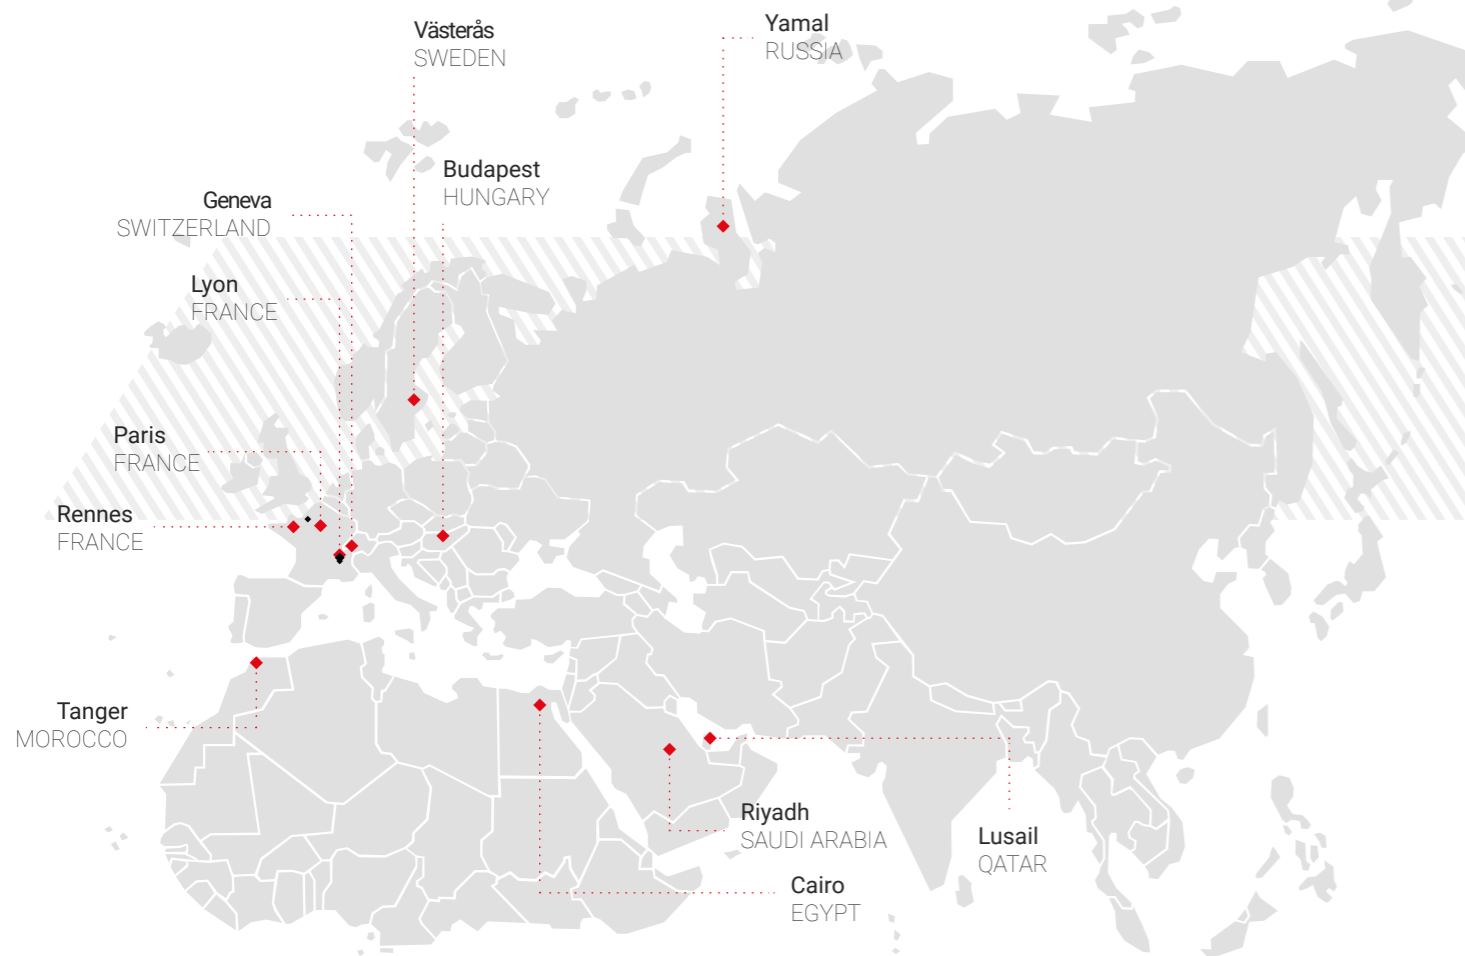 Västerås
SWEDEN
Yamal
RUSSIA
Budapest
HUNGARY
Geneva
SWITZERLAND
Lyon
FRANCE
Paris
FRANCE
Rennes
FRANCE
Tanger
MOROCCO
Riyadh
SAUDI ARABIA
Lusail
QATAR
Cairo
EGYPT